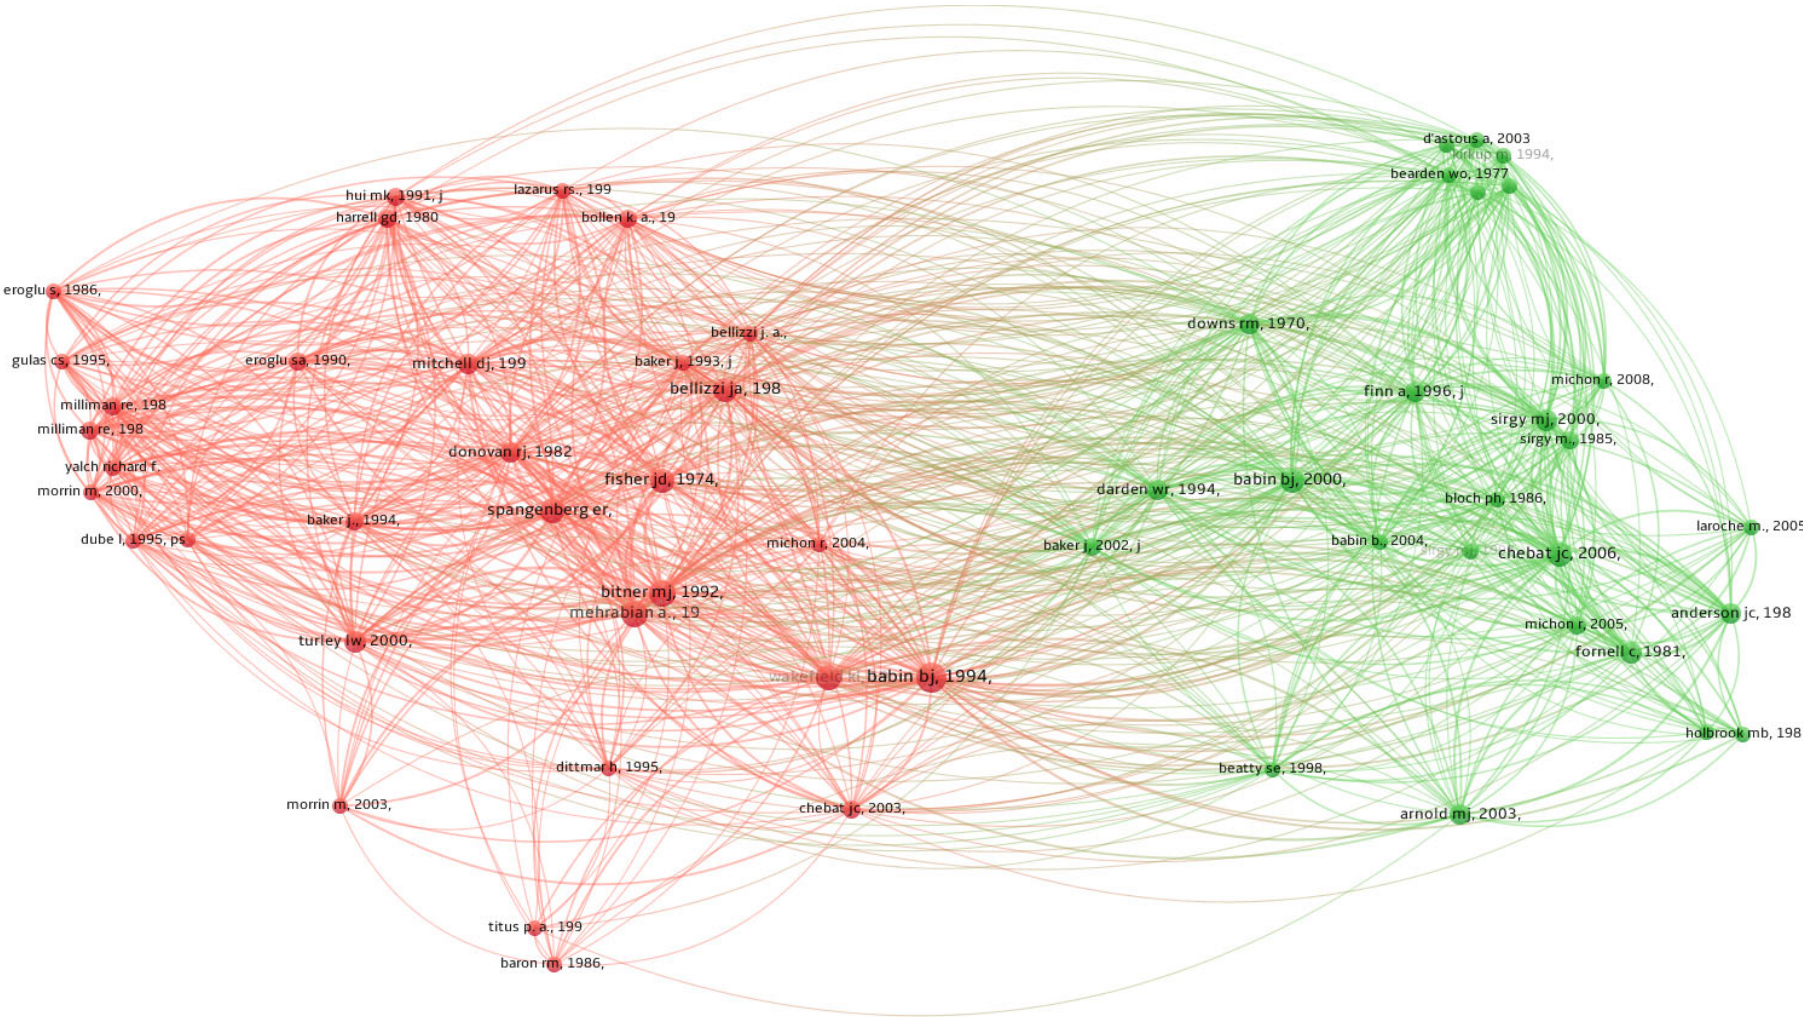 d'astous a, 2003
kirkup m, 1994,
bearden wo, 1977
hui mk, 1991, j
lazarus rs., 199
harrell gd, 1980
bollen k. a., 19
eroglu s, 1986,
downs rm, 1970,
bellizzi j. a.,
gulas cs, 1995,
eroglu sa, 1990,
mitchell dj, 199
baker j, 1993, j
bellizzi ja, 198
michon r, 2008,
finn a, 1996, j
milliman re, 198
sirgy mj, 2000,
milliman re, 198
sirgy m., 1985,
donovan rj, 1982
yalch richard f.
fisher jd, 1974,
babin bj, 2000,
morrin m, 2000,
darden wr, 1994,
bloch ph, 1986,
spangenberg er,
baker j., 1994,
laroche m., 2005
dube l, 1995, ps
michon r, 2004,
baker j, 2002, j
babin b., 2004,
chebat jc, 2006,
bitner mj, 1992,
mehrabian a., 19
anderson jc, 198
michon r, 2005,
turley lw, 2000,
fornell c, 1981,
wakefield kl,
babin bj, 1994,
holbrook mb, 198
dittmar h, 1995,
beatty se, 1998,
morrin m, 2003,
chebat jc, 2003,
arnold mj, 2003,
titus p. a., 199
baron rm, 1986,